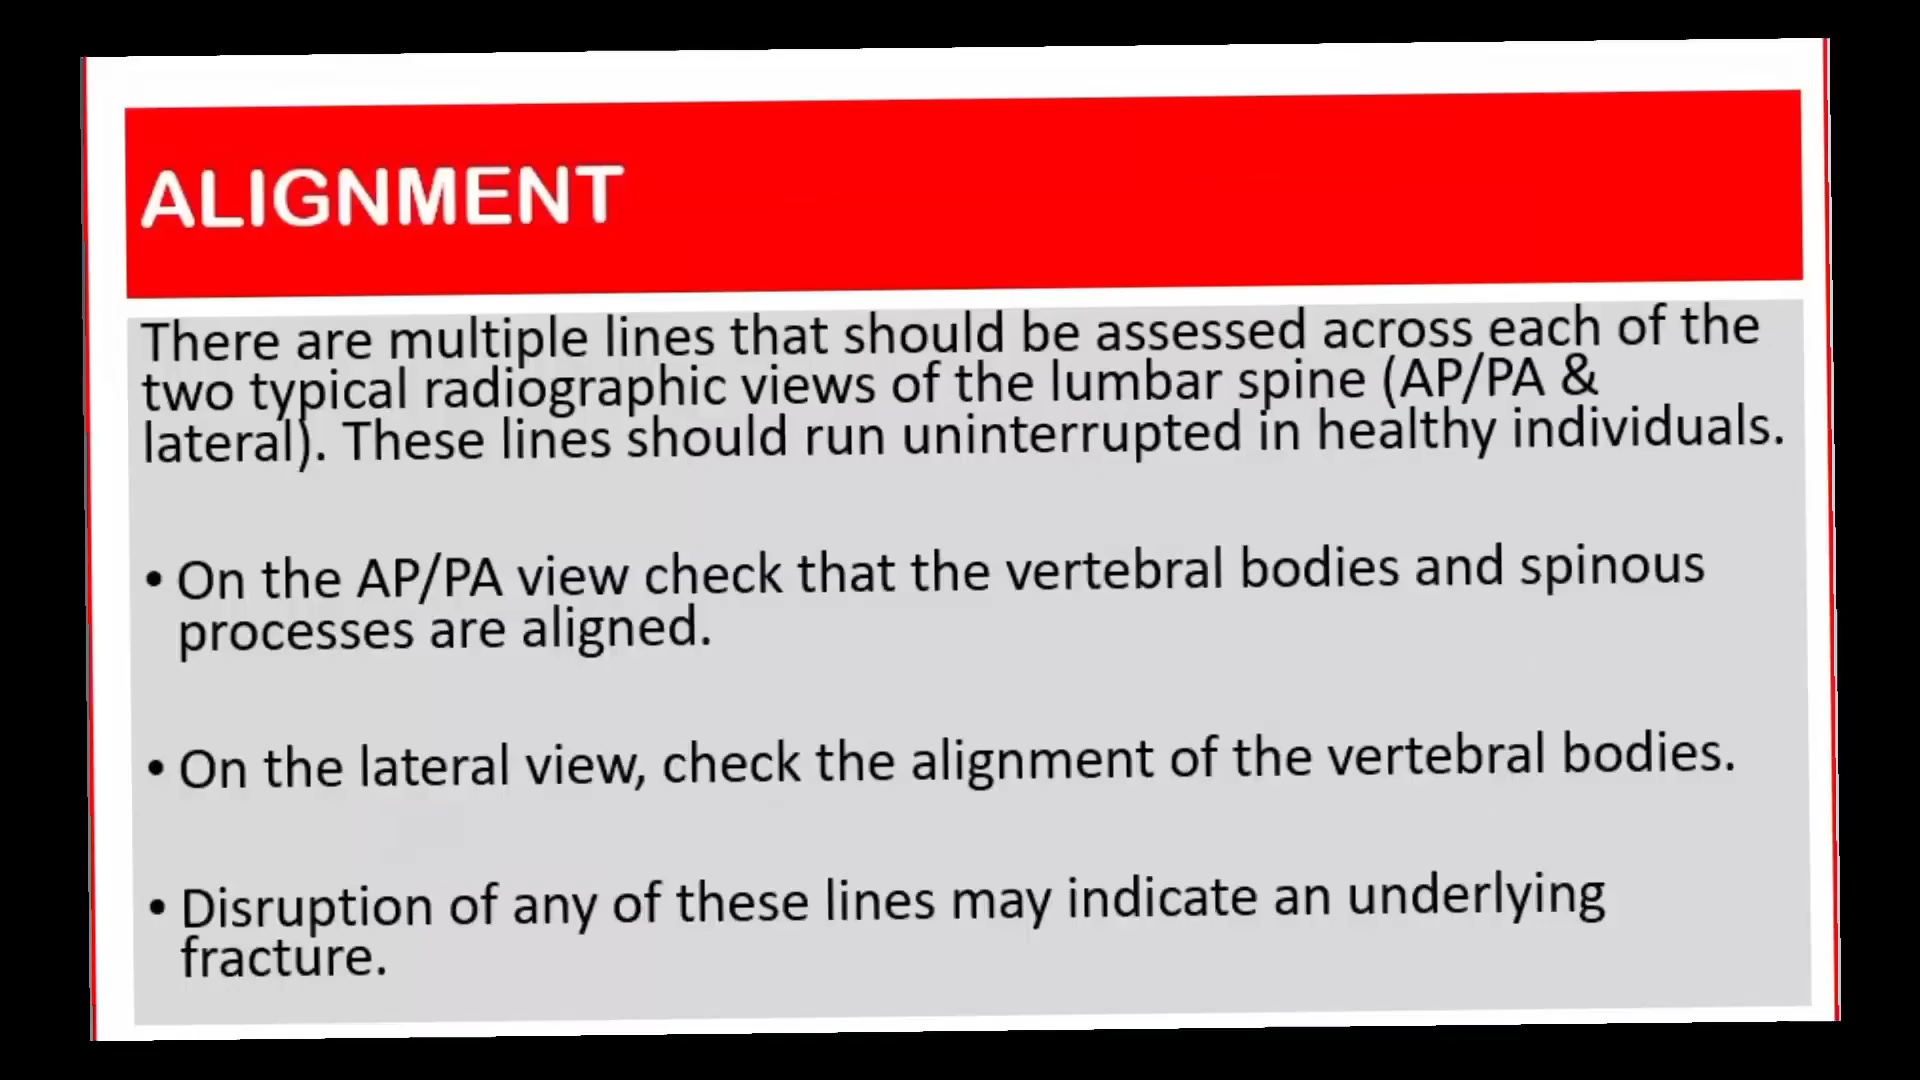 ALIGNMENT
There are multiple lines that should be assessed across each of the
two typical radiographic views of the lumbar spine (AP/PA &
lateral). These lines should run uninterrupted in healthy individuals.
• On the AP/PA view check that the vertebral bodies and spinous
processes are aligned.
• On the lateral view, check the alignment of the vertebral bodies.
• Disruption of any of these lines may indicate an underlying
fracture.